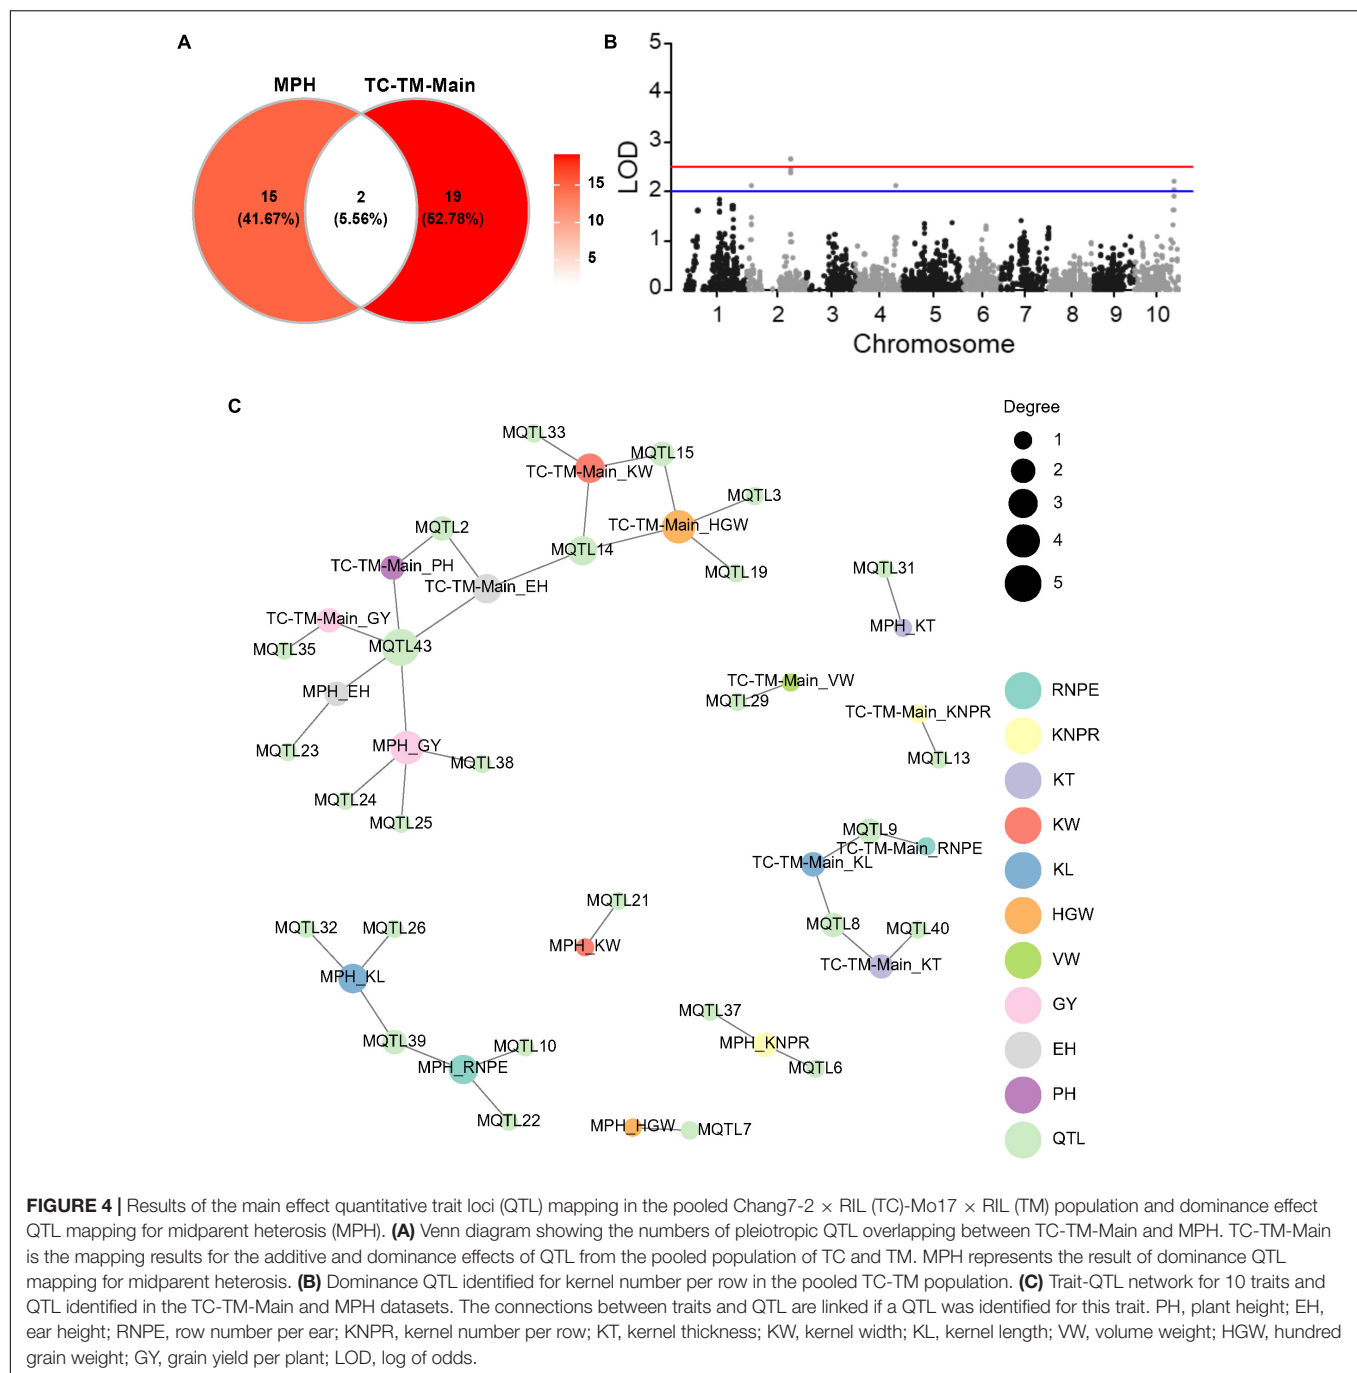 A
MPH
TC-TM-Main
15
(41.67%)
2
(5.56%)
19
(52.78%)
15
10
5
B
LOD
5
4
3
2
1
0
1 2 3 4 5 6 7 8 9 10
Chromosome
C
MQTL33
MQTL15
TC-TM-Main_KW
MQTL3
TC-TM-Main_HGW
MQTL2
MQTL14
TC-TM-Main_PH
MQTL19
TC-TM-Main_EH
MQTL31
TC-TM-Main_GY
MPH_KT
MQTL43
MQTL35
TC-TM-Main_VW
MPH_EH
MQTL29
TC-TM-Main_KNPR
MPH_GY
MQTL23
MQTL38
MQTL13
MQTL24
MQTL25
MQTL9
TC-TM-Main_RNPE
TC-TM-Main_KL
MQTL21
MQTL32
MQTL26
MQTL8
MQTL40
MPH_KW
TC-TM-Main_KT
MPH_KL
MQTL37
MQTL39
MQTL10
MPH_KNPR
MPH_RNPE
MQTL6
MQTL22
MPH_HGW
MQTL7
Degree
1
2
3
4
5
RNPE
KNPR
KT
KW
KL
HGW
VW
GY
EH
PH
QTL
FIGURE 4 | Results of the main effect quantitative trait loci (QTL) mapping in the pooled Chang7-2 × RIL (TC)-Mo17 × RIL (TM) population and dominance effect
QTL mapping for midparent heterosis (MPH). (A) Venn diagram showing the numbers of pleiotropic QTL overlapping between TC-TM-Main and MPH. TC-TM-Main
is the mapping results for the additive and dominance effects of QTL from the pooled population of TC and TM. MPH represents the result of dominance QTL
mapping for midparent heterosis. (B) Dominance QTL identified for kernel number per row in the pooled TC-TM population. (C) Trait-QTL network for 10 traits and
QTL identified in the TC-TM-Main and MPH datasets. The connections between traits and QTL are linked if a QTL was identified for this trait. PH, plant height; EH,
ear height; RNPE, row number per ear; KNPR, kernel number per row; KT, kernel thickness; KW, kernel width; KL, kernel length; VW, volume weight; HGW, hundred
grain weight; GY, grain yield per plant; LOD, log of odds.